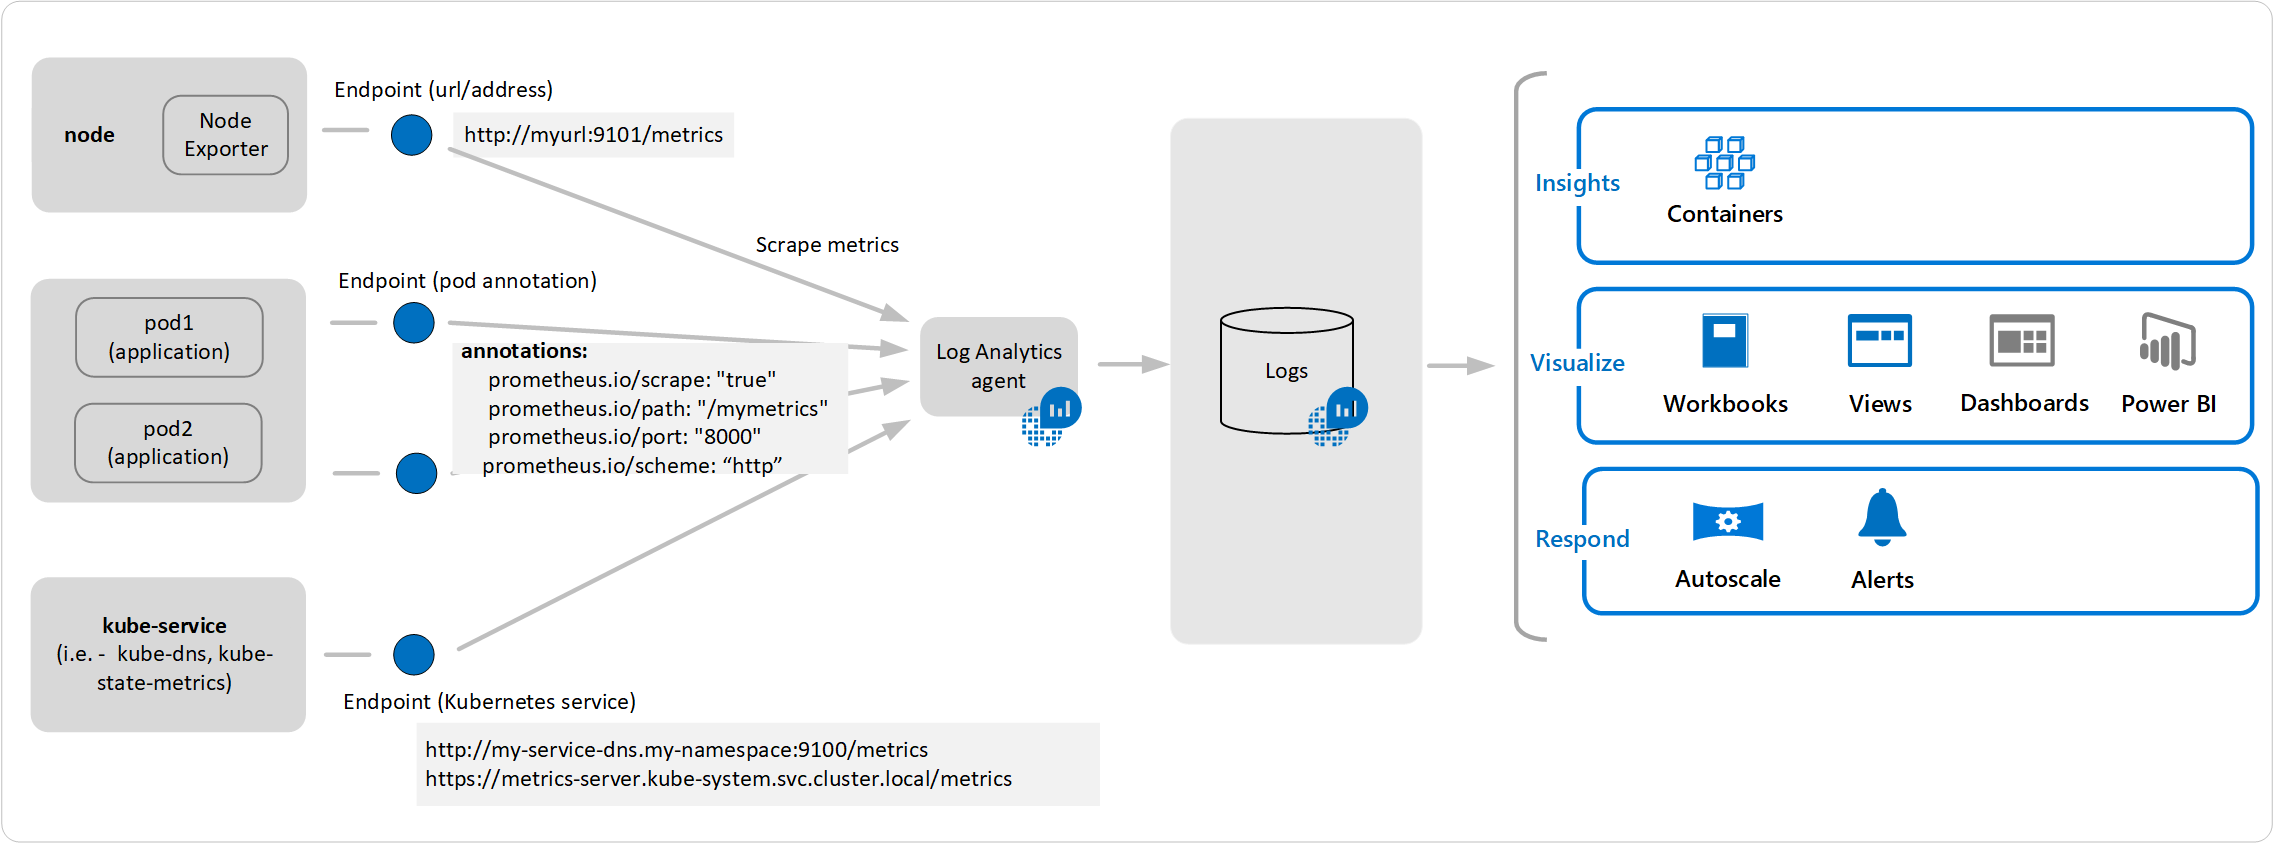 node
Node
Exporter
Endpoint (url/address)
http://myurl:9101/metrics
Scrape metrics
pod1
(application)
pod2
(application)
Endpoint (pod annotation)
annotations:
prometheus.io/scrape: "true"
prometheus.io/path: "/mymetrics"
prometheus.io/port: "8000"
prometheus.io/scheme: “http”
kube-service
(i.e. - kube-dns, kube-
state-metrics)
Endpoint (Kubernetes service)
http://my-service-dns.my-namespace:9100/metrics
https://metrics-server.kube-system.svc.cluster.local/metrics
Log Analytics
agent
Logs
Insights
Containers
Visualize
Workbooks
Views
Dashboards
Power BI
Respond
Autoscale
Alerts